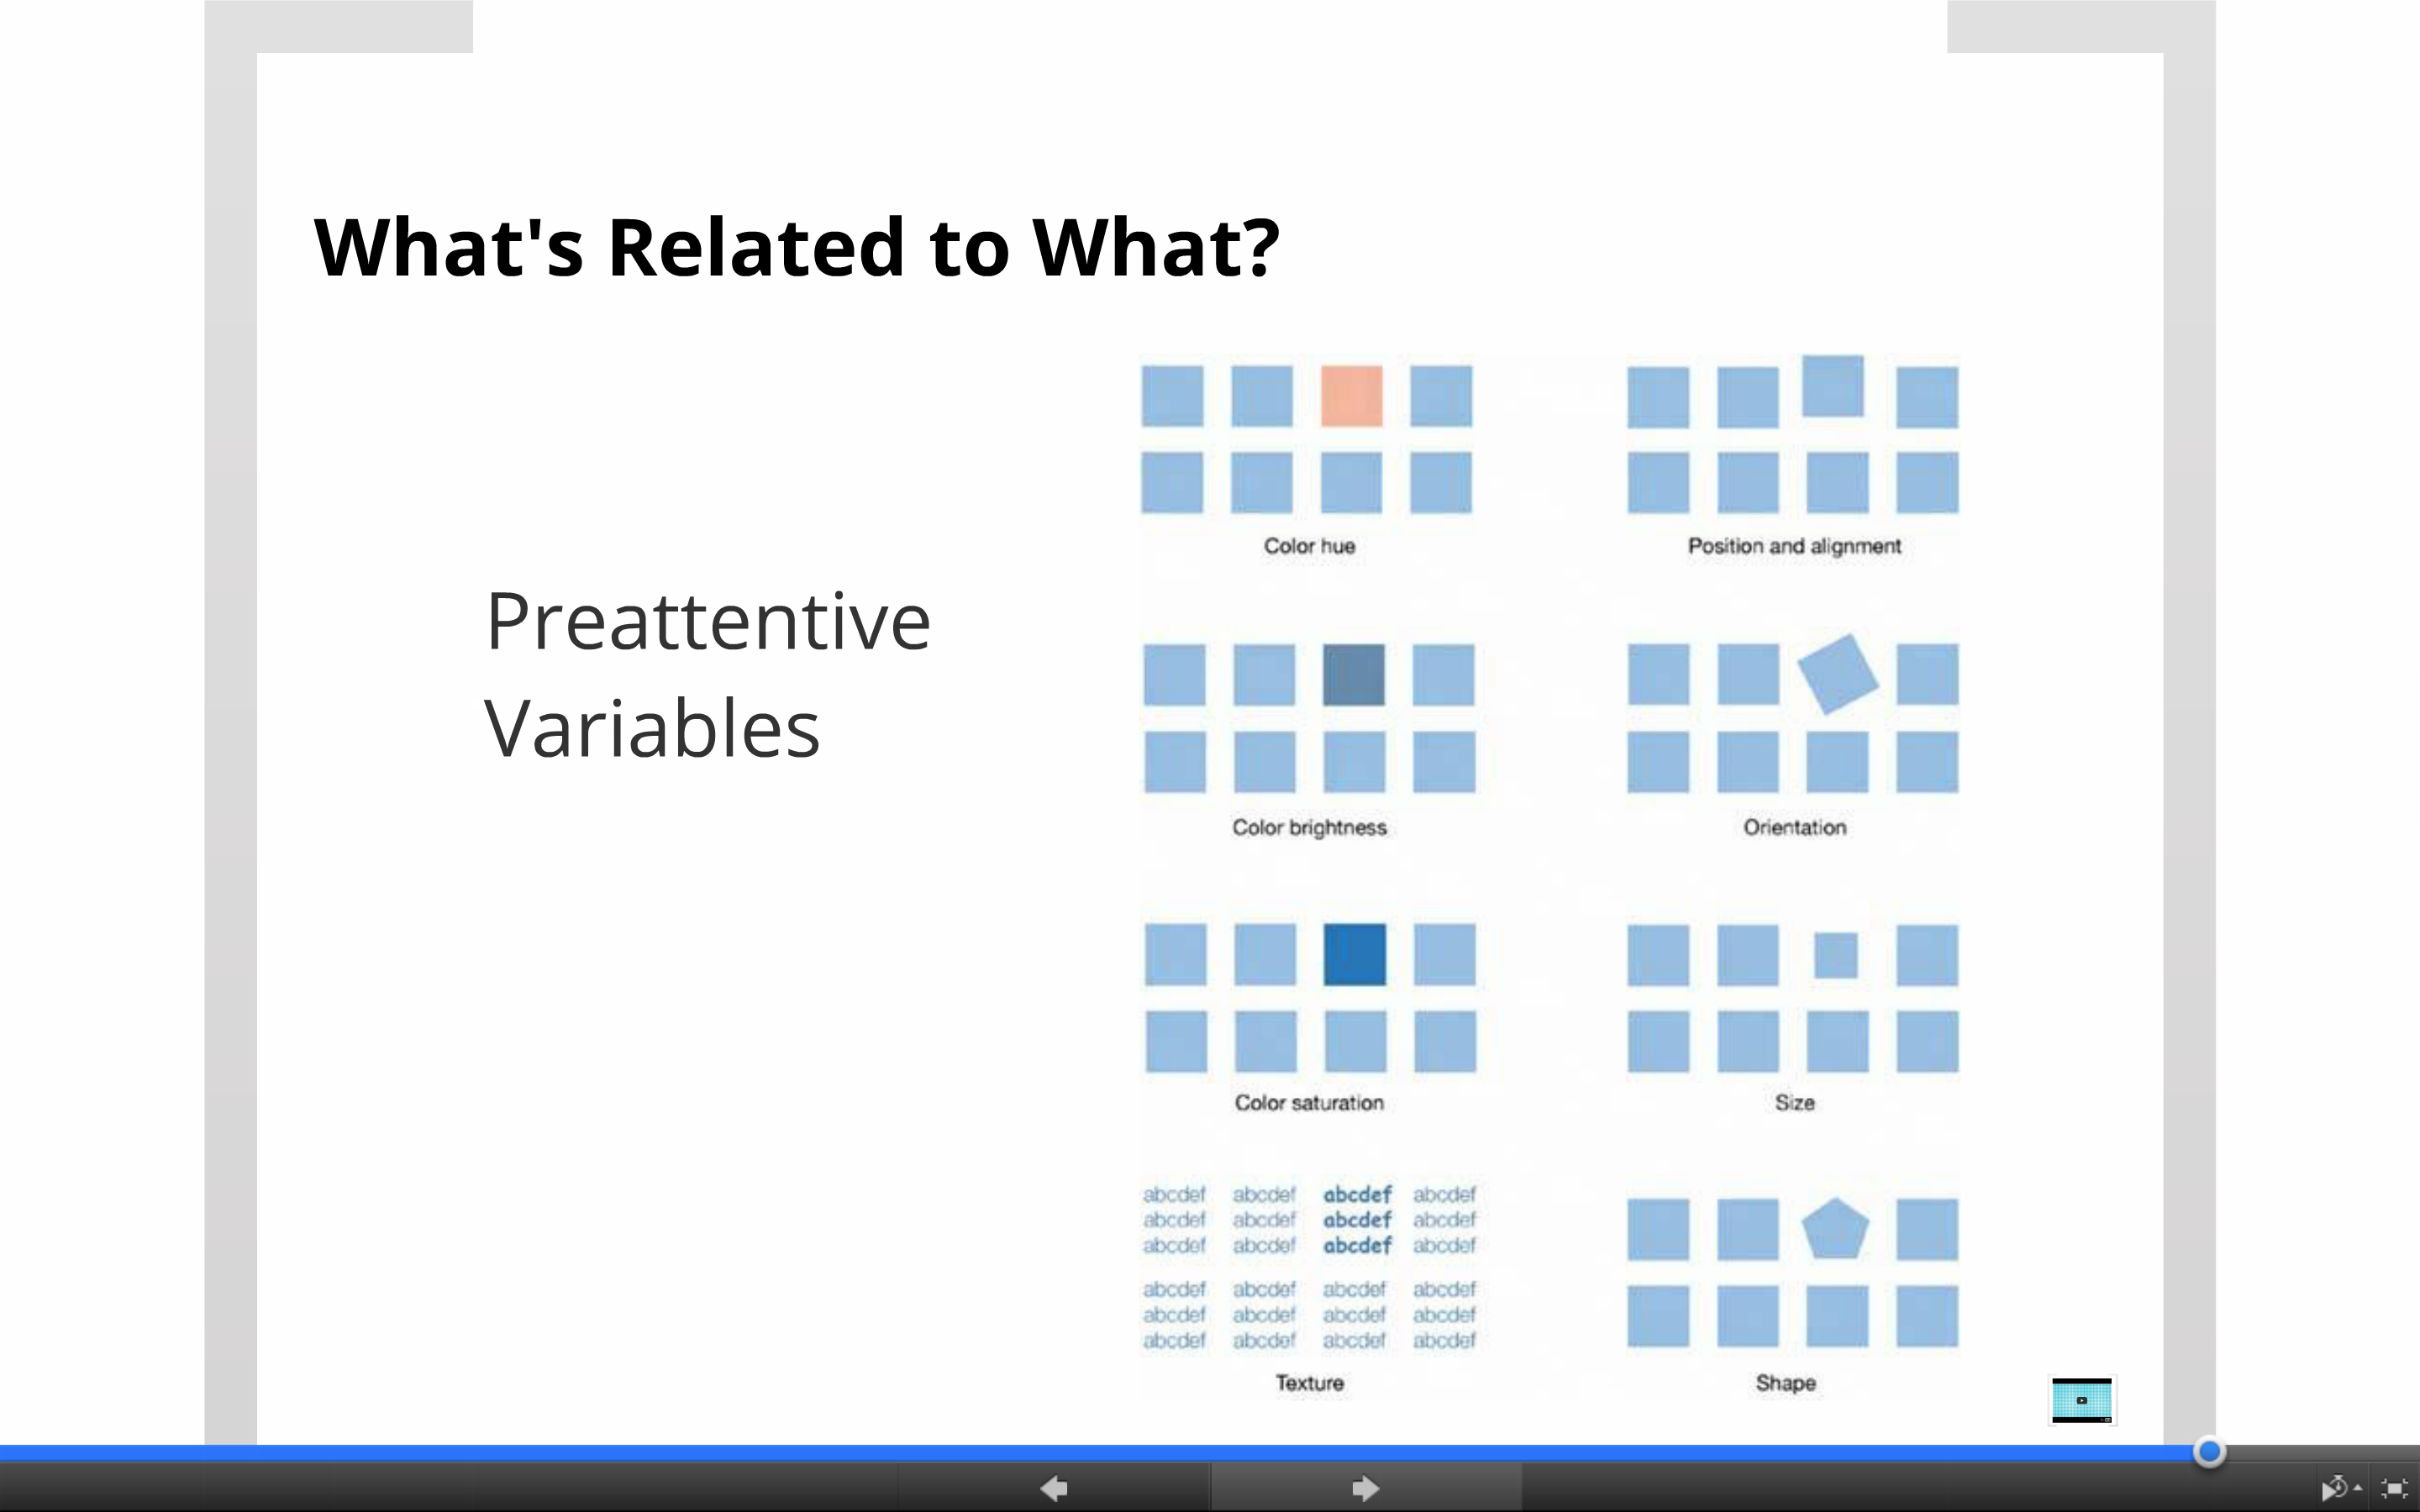 What's Related to What?
Preattentive
Variables
Color hue
Position and alignment
Color brightness
Orientation
Color saturation
Size
abcdef abcdef abcdef abcdef
abcdef abcdef abcdef abcdef
abcdef abcdef abcdef abcdef
abcdef abcdef abcdef abcdef
abcdef abcdef abcdef abcdef
abcdef abcdef abcdef abcdef
Texture
Shape